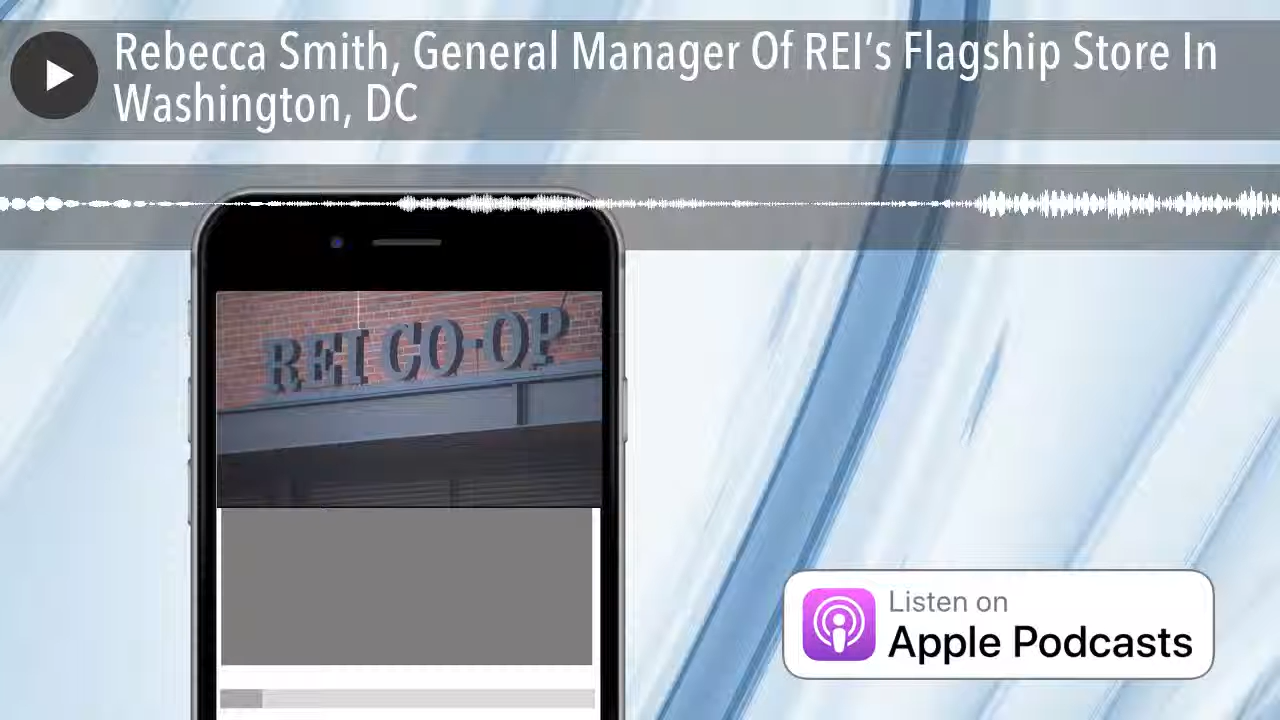 Rebecca Smith, General Manager Of REI’s Flagship Store In
Washington, DC
REI CO-OP
Listen on
Apple Podcasts